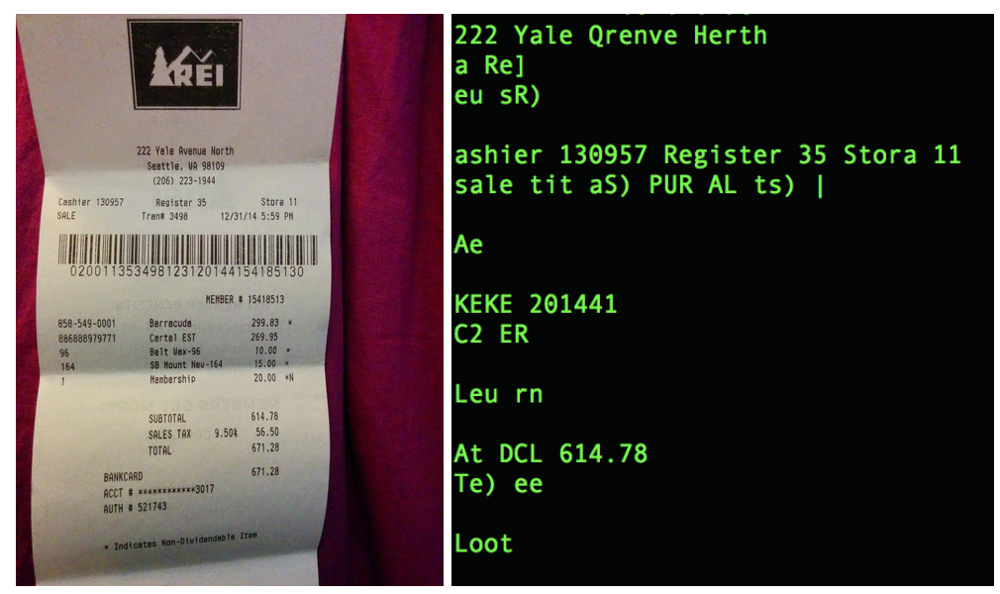 REI
222 Yale Avenue North
Seattle, WA 98109
(206) 223-1944
Cashier 130957 Register 35 Store 11
SALE Tran# 3498 12/31/14 5:59 PM
020011353498123120144154185130
MEMBER # 15418513
858-549-0001 Barracuda 299.83 *
886888979771 Cartel EST 269.95
96 Belt Wax-96 10.00 *
164 SB Mount New-164 15.00 *
1 Membership 20.00 *N
SUBTOTAL 614.78
SALES TAX 9.50% 56.50
TOTAL 671.28
BANKCARD 671.28
ACCT # ************3017
AUTH # 521743
* Indicates Non-Dividendable Item
222 Yale Qrenve Herth
a Re]
eu sR)
ashier 130957 Register 35 Stora 11
sale tit aS) PUR AL ts) |
Ae
KEKE 201441
C2 ER
Leu rn
At DCL 614.78
Te) ee
Loot